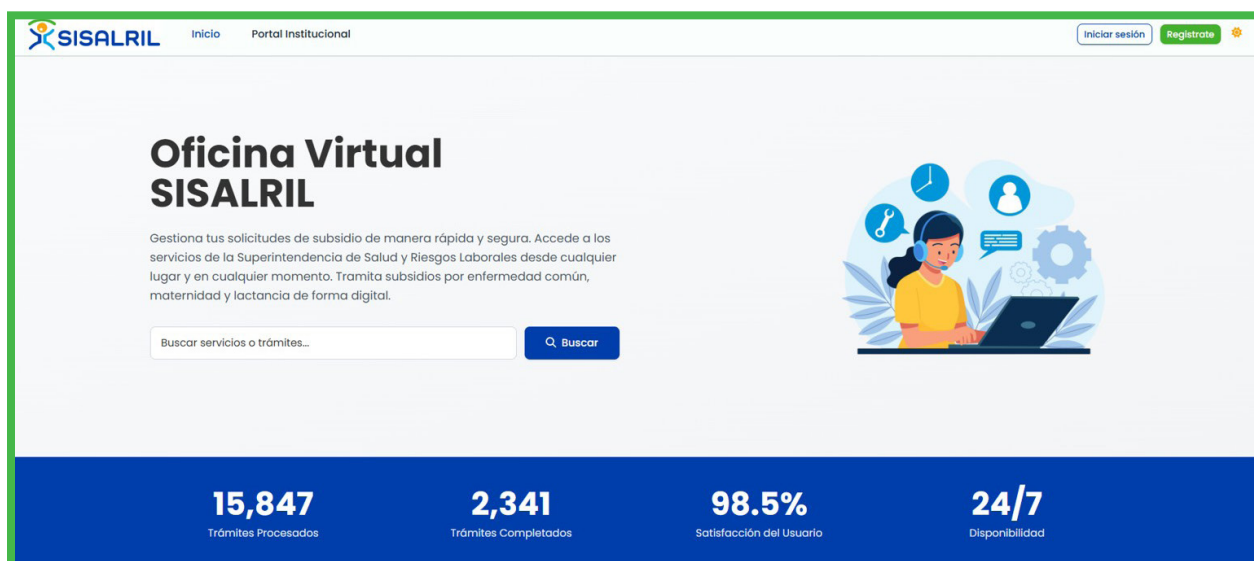 SISALRIL
Inicio
Portal Institucional
Iniciar sesión
Registrate
Oficina Virtual
SISALRIL
Gestiona tus solicitudes de subsidio de manera rápida y segura. Accede a los
servicios de la Superintendencia de Salud y Riesgos Laborales desde cualquier
lugar y en cualquier momento. Tramita subsidios por enfermedad común,
maternidad y lactancia de forma digital.
Buscar servicios o trámites...
Buscar
15,847
Trámites Procesados
2,341
Trámites Completados
98.5%
Satisfacción del Usuario
24/7
Disponibilidad